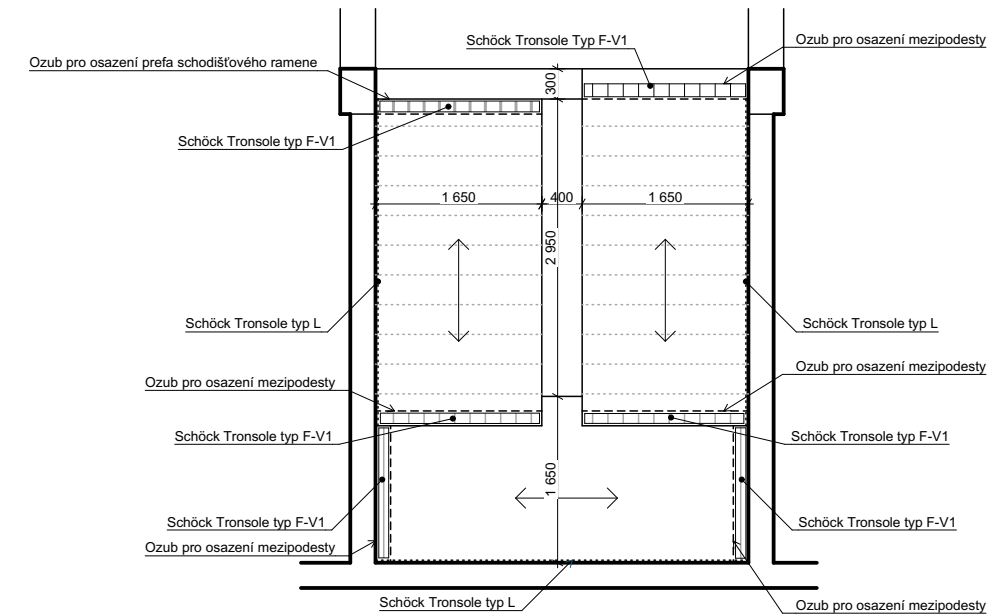 Schöck Tronsole Typ F-V1
Ozub pro osazení mezipodesty
Ozub pro osazení prefa schodišťového ramene
300
Schöck Tronsole typ F-V1
1 650
400
1 650
2 950
Schöck Tronsole typ L
Schöck Tronsole typ L
Ozub pro osazení mezipodesty
Ozub pro osazení mezipodesty
Schöck Tronsole typ F-V1
Schöck Tronsole typ F-V1
1 650
Schöck Tronsole typ F-V1
Schöck Tronsole typ F-V1
Ozub pro osazení mezipodesty
Schöck Tronsole typ L
Ozub pro osazení mezipodesty